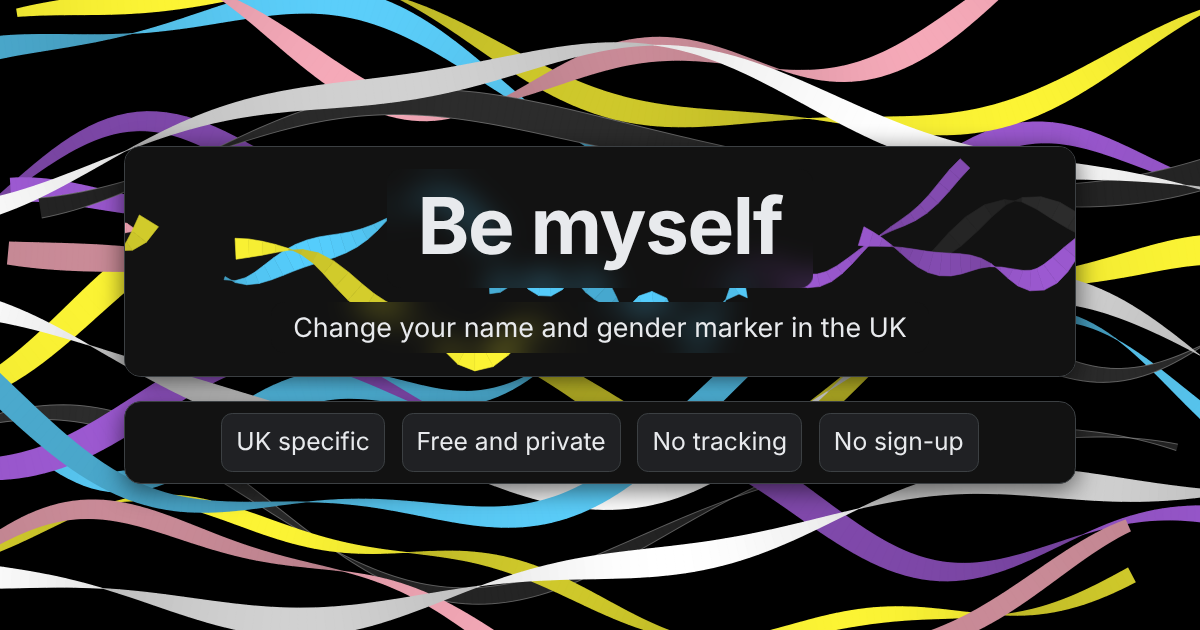 Be myself
Change your name and gender marker in the UK
UK specific
Free and private
No tracking
No sign-up